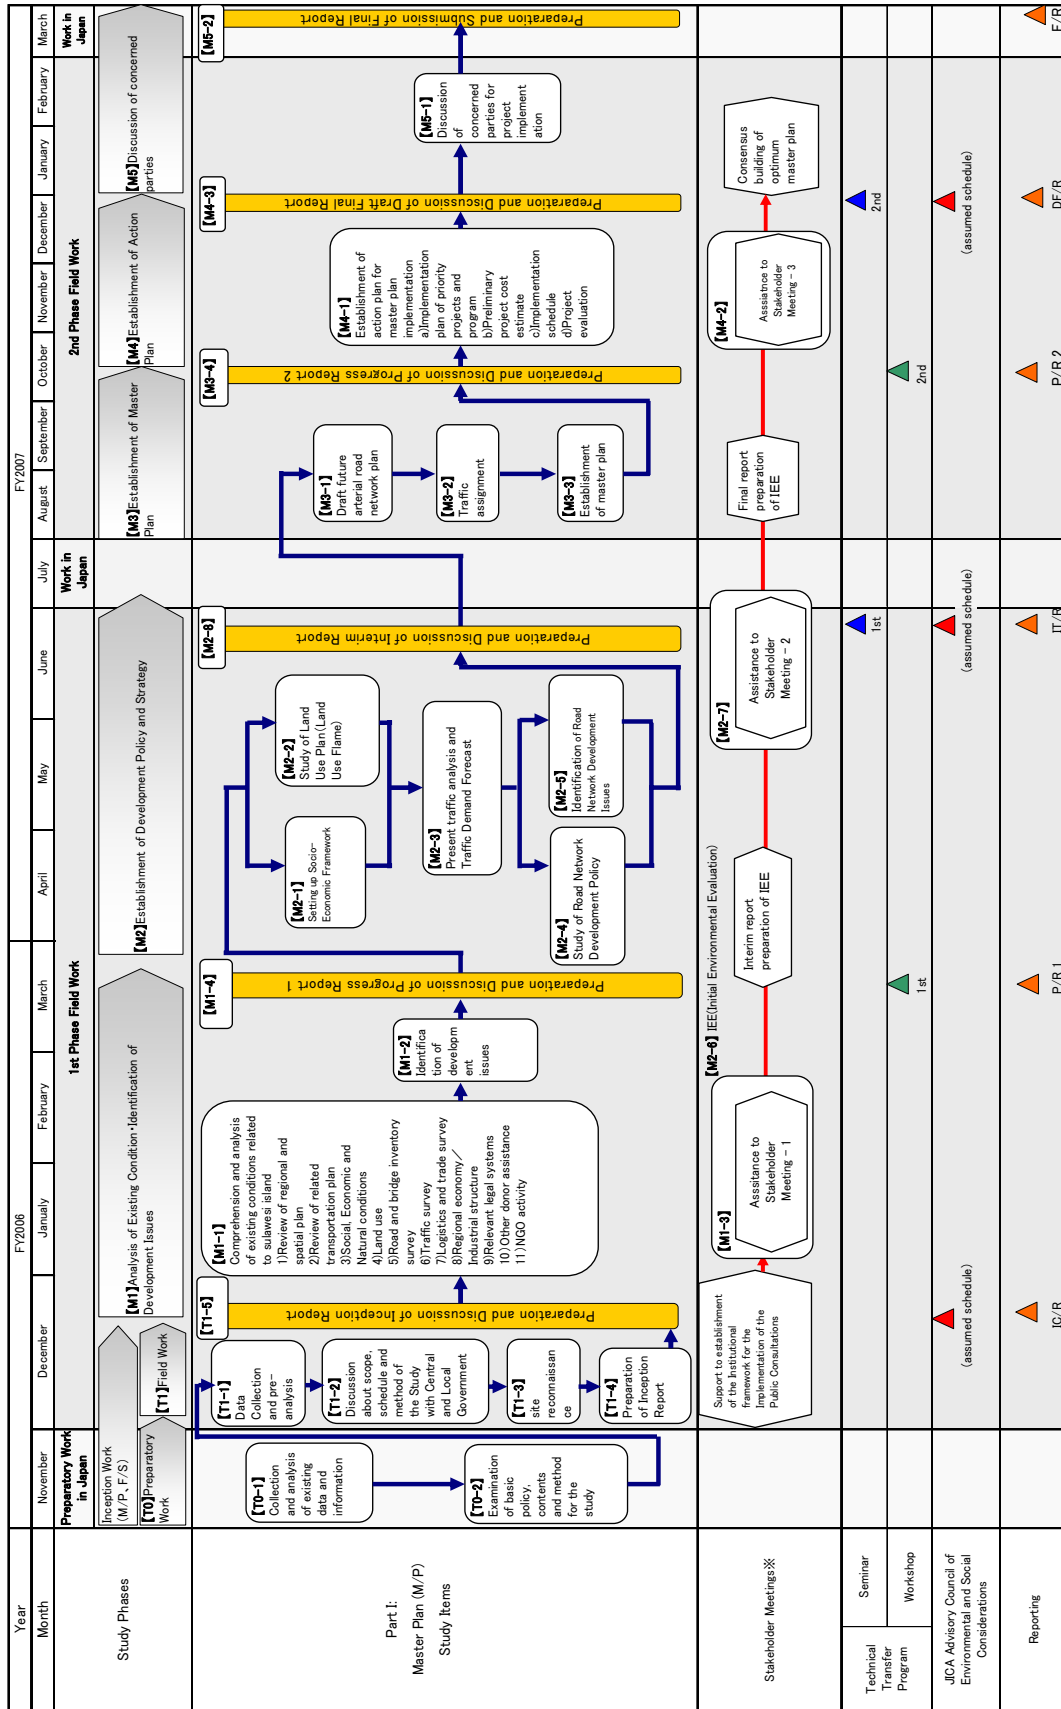 Year
FY2006
FY2007
Month
November
December
January
February
March
April
May
June
July
August
September
October
November
December
January
February
March
Preparatory Work
in Japan
1st Phase Field Work
Work in
Japan
2nd Phase Field Work
Work in
Japan
Study Phases
Inception Work
(M/P、F/S)
【T0】Preparatory
Work
【T1】Field Work
【M1】Analysis of Existing Condition・Identification of
Development Issues
【M2】Establishment of Development Policy and Strategy
【M3】Establishment of Master
Plan
【M4】Establishment of Action
Plan
【M5】Discussion of concerned
parties
Part I:
Master Plan (M/P)
Study Items
【T0-1】
Collection
and analysis
of existing
data and
information
【T0-2】
Examination
of basic
policy,
contents
and method
for the
study
【T1-1】
Data
Collection
and pre-
analysis
【T1-2】
Discussion
about scope,
schedule and
method of
the Study
with Central
and Local
Government
【T1-3】
site
reconnaissan
ce
【T1-4】
Preparation
of Inception
Report
【T1-5】
Preparation and Discussion of Inception Report
【M1-1】
Comprehension and analysis
of existing conditions related
to sulawesi island
1)Review of regional and
spatial plan
2)Review of related
transportation plan
3)Social, Economic and
Natural conditions
4)Land use
5)Road and bridge inventory
survey
6)Traffic survey
7)Logistics and trade survey
8)Regional economy／
Industrial structure
9)Relevant legal systems
10)Other donor assistance
11)NGO activity
【M1-2】
Identifica
tion of
developm
ent
issues
【M1-4】
Preparation and Discussion of Progress Report 1
【M2-1】
Setting up Socio-
Economic Framework
【M2-2】
Study of Land
Use Plan(Land
Use Flame)
【M2-3】
Present traffic analysis and
Traffic Demand Forecast
【M2-4】
Study of Road Network
Development Policy
【M2-5】
Identification of Road
Network Development
Issues
【M2-8】
Preparation and Discussion of Interim Report
【M3-1】
Draft future
arterial road
network plan
【M3-2】
Traffic
assignment
【M3-3】
Establishment
of master plan
【M3-4】
Preparation and Discussion of Progress Report 2
【M4-1】
Establishment of
action plan for
master plan
implementation
a)Implementation
plan of priority
projects and
program
b)Preliminary
project cost
estimate
c)Implementation
schedule
d)Project
evaluation
【M4-3】
Preparation and Discussion of Draft Final Report
【M5-1】
Discussion
of
concerned
parties for
project
implement
ation
【M5-2】
Preparation and Submission of Final Report
Stakeholder Meetings※
Support to establishment
of the Institutional
framework for the
Implementation of the
Public Consultations
【M1-3】
Asssitance to
Stakeholder
Meeting - 1
【M2-6】IEE(Initial Environmental Evaluation)
Interim report
preparation of IEE
【M2-7】
Assistance to
Stakeholder
Meeting - 2
Final report
preparation
of IEE
【M4-2】
Asssiatnce to
Stakeholder
Meeting - 3
Consensus
building of
optimum
master plan
Technical
Transfer
Program
Seminar
1st
2nd
Workshop
1st
2nd
JICA Advisory Council of
Environmental and Social
Considerations
(assumed schedule)
(assumed schedule)
(assumed schedule)
Reporting
IC/R
P/R 1
IT/R
P/R 2
DF/R
F/R